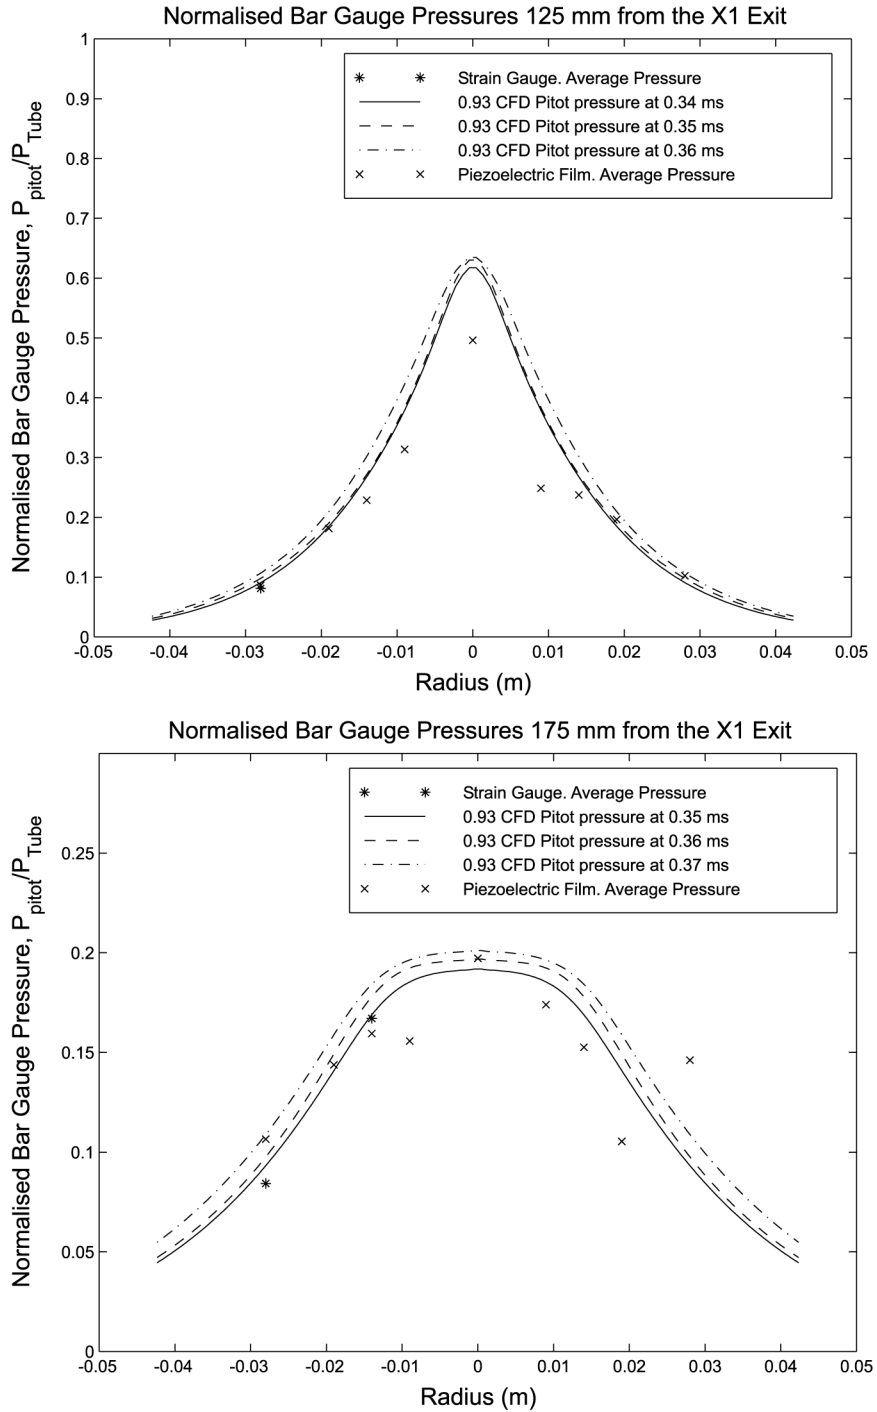 Normalised Bar Gauge Pressures 125 mm from the X1 Exit
1
0.9
0.8
0.7
0.6
0.5
0.4
0.3
0.2
0.1
0
Normalised Bar Gauge Pressure, P_pitot/P_Tube
Strain Gauge. Average Pressure
0.93 CFD Pitot pressure at 0.34 ms
0.93 CFD Pitot pressure at 0.35 ms
0.93 CFD Pitot pressure at 0.36 ms
Piezoelectric Film. Average Pressure
-0.05 -0.04 -0.03 -0.02 -0.01 0 0.01 0.02 0.03 0.04 0.05
Radius (m)
Normalised Bar Gauge Pressures 175 mm from the X1 Exit
0.25
0.2
0.15
0.1
0.05
0
Normalised Bar Gauge Pressure, P_pitot/P_Tube
Strain Gauge. Average Pressure
0.93 CFD Pitot pressure at 0.35 ms
0.93 CFD Pitot pressure at 0.36 ms
0.93 CFD Pitot pressure at 0.37 ms
Piezoelectric Film. Average Pressure
-0.05 -0.04 -0.03 -0.02 -0.01 0 0.01 0.02 0.03 0.04 0.05
Radius (m)